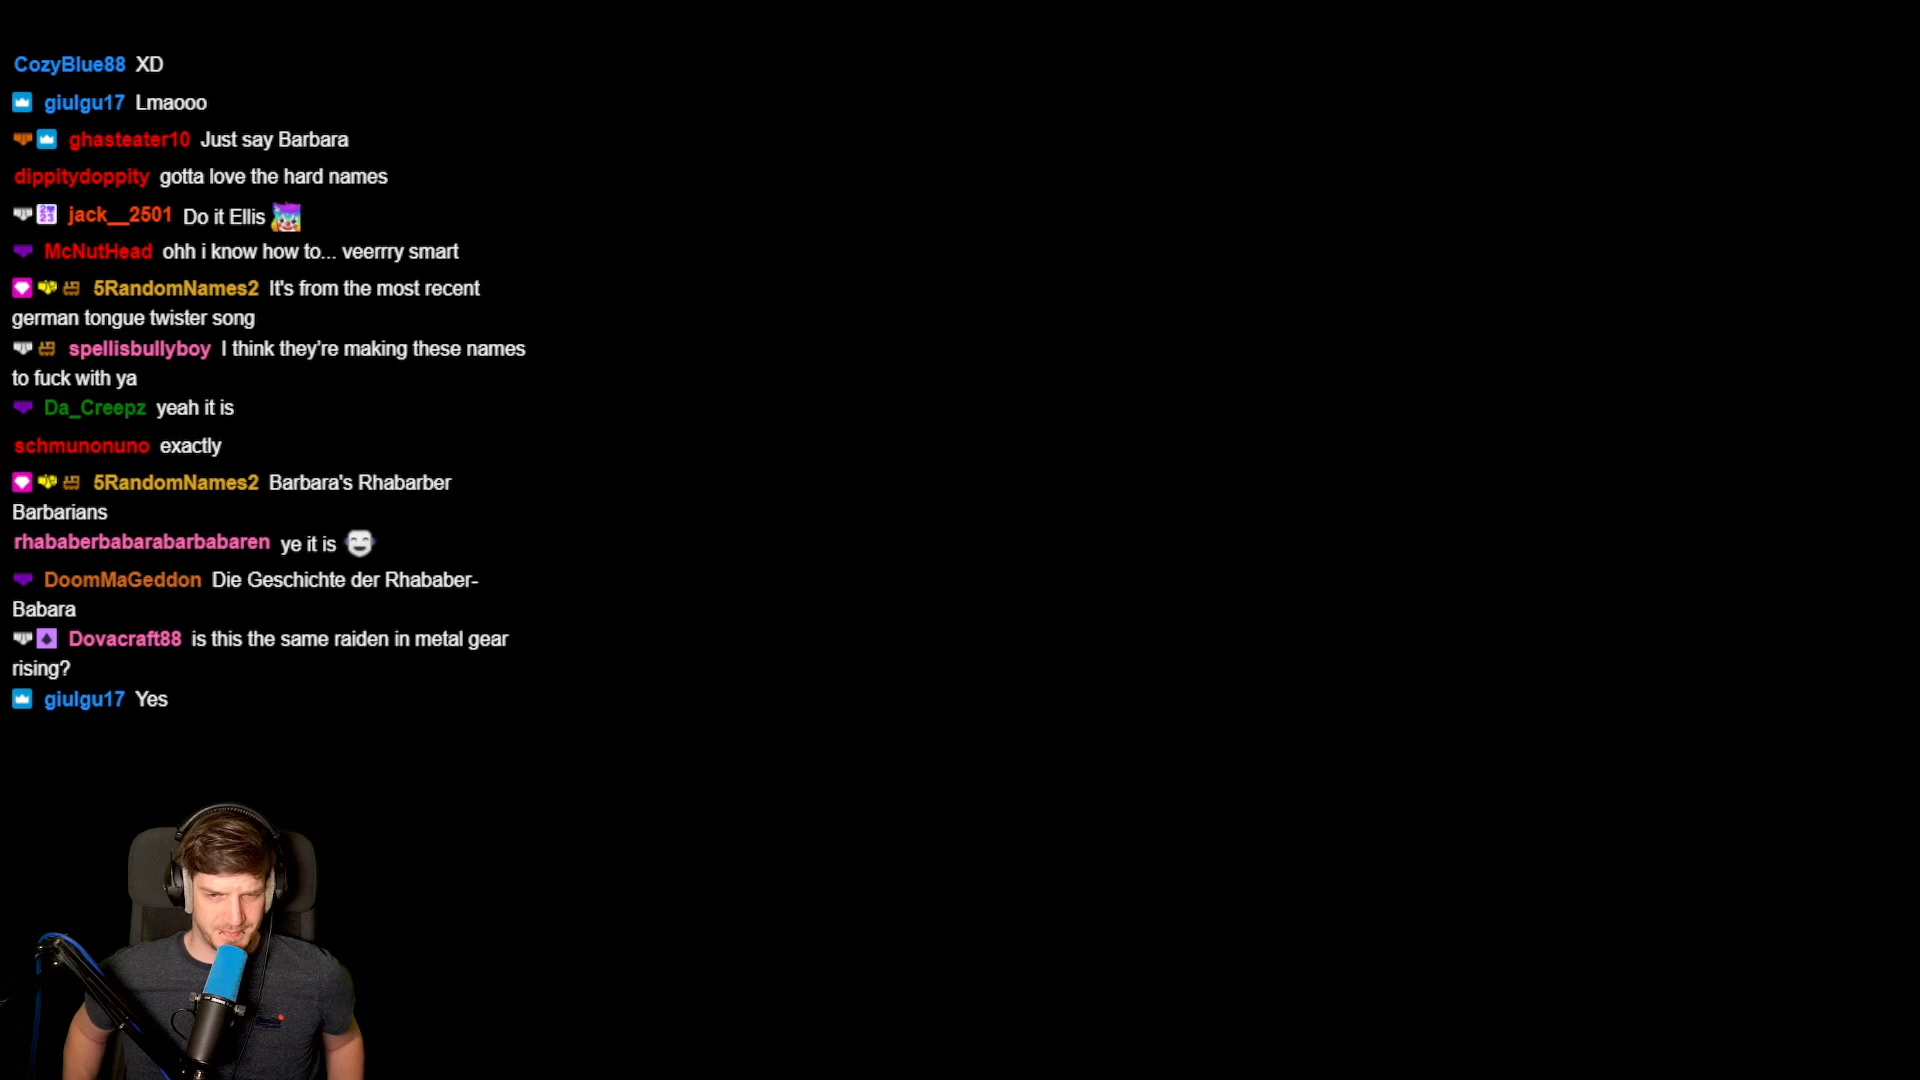 CozyBlue88 XD
giulgu17 Lmaooo
ghasteater10 Just say Barbara
dippitydoppity gotta love the hard names
jack__2501 Do it Ellis
McNutHead ohh i know how to... veerrry smart
5RandomNames2 It's from the most recent
german tongue twister song
spellisbullyboy I think they're making these names
to fuck with ya
Da_Creepz yeah it is
schmunonuno exactly
5RandomNames2 Barbara's Rhabarber
Barbarians
rhababerbabarabarbabaren ye it is
DoomMaGeddon Die Geschichte der Rhababer-
Babara
Dovacraft88 is this the same raiden in metal gear
rising?
giulgu17 Yes